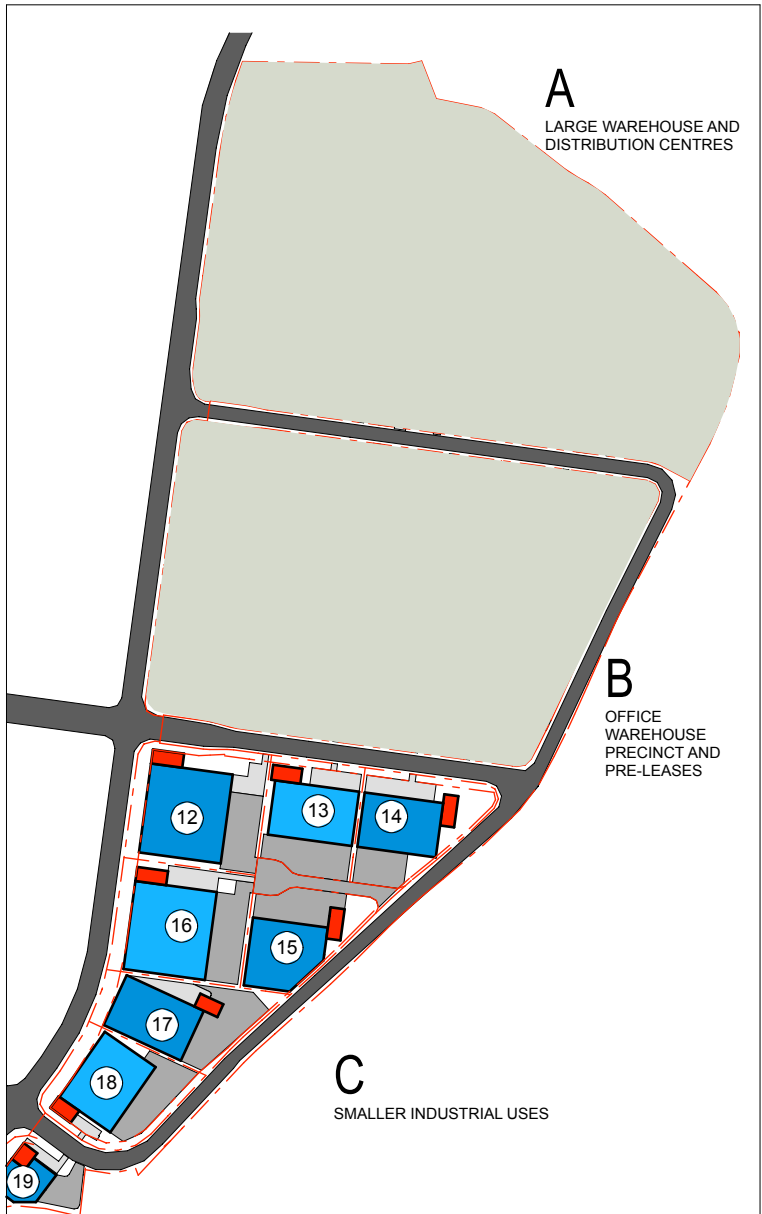 A
LARGE WAREHOUSE AND
DISTRIBUTION CENTRES
B
OFFICE
WAREHOUSE
PRECINCT AND
PRE-LEASES
12
13
14
16
15
17
18
C
SMALLER INDUSTRIAL USES
19